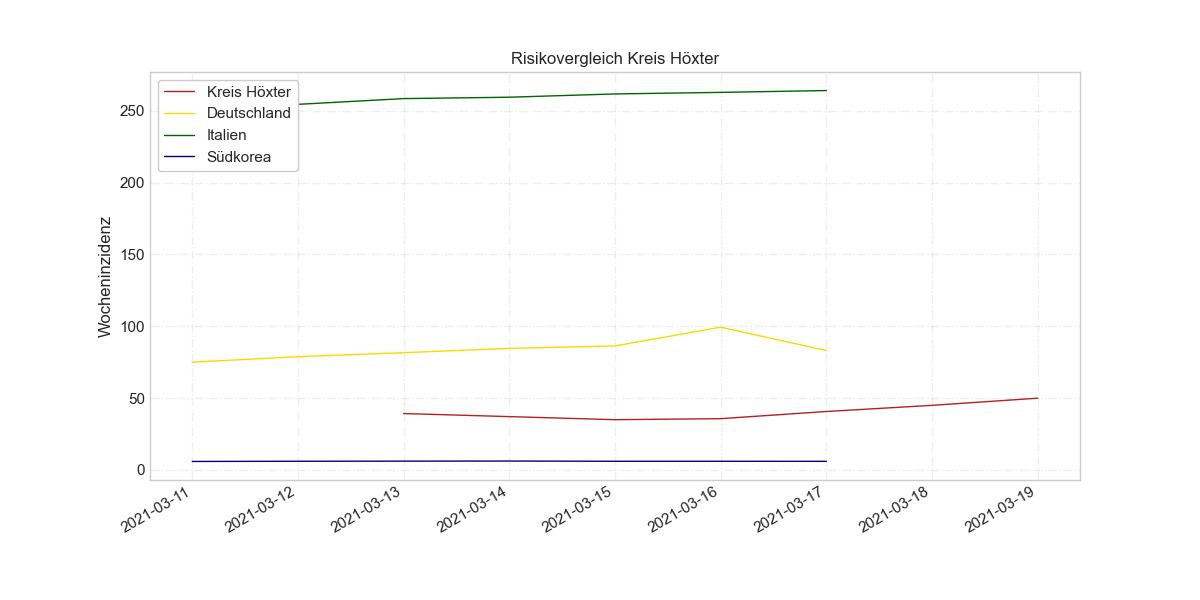 Risikovergleich Kreis Höxter
Kreis Höxter
Deutschland
Italien
Südkorea
Wocheninzidenz
250
200
150
100
50
0
2021-03-11
2021-03-12
2021-03-13
2021-03-14
2021-03-15
2021-03-16
2021-03-17
2021-03-18
2021-03-19